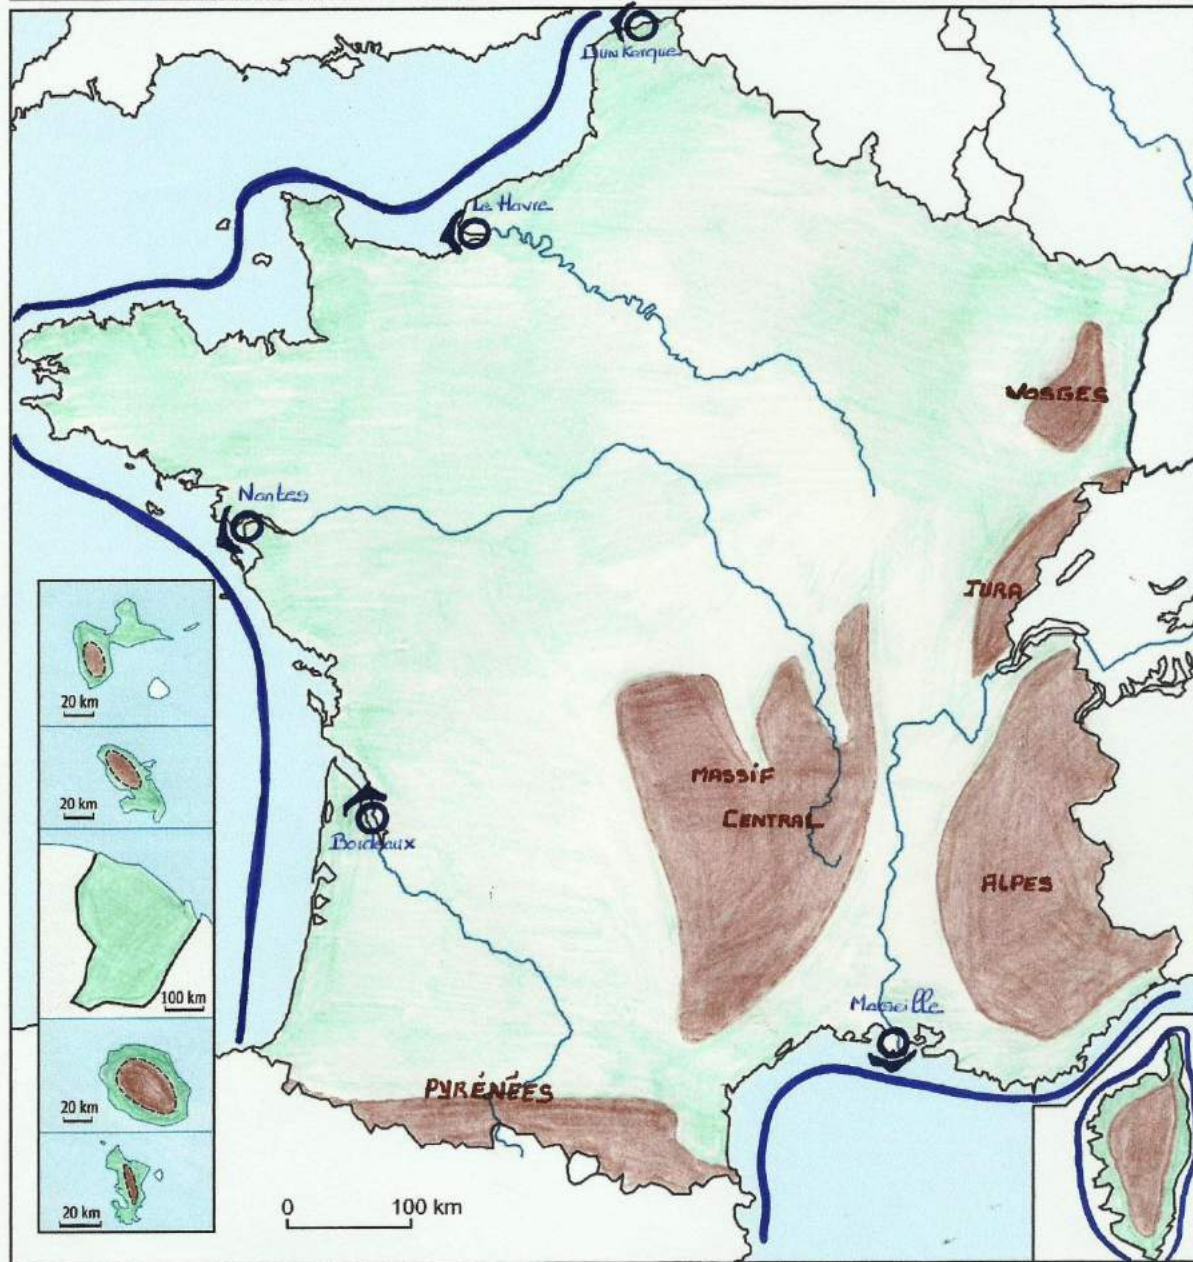 Dunkerque
Le Havre
VOSGES
Nantes
JURA
20 km
20 km
MASSIF
CENTRAL
Bordeaux
ALPES
100 km
Marseille
20 km
PYRÉNÉES
20 km
0 100 km